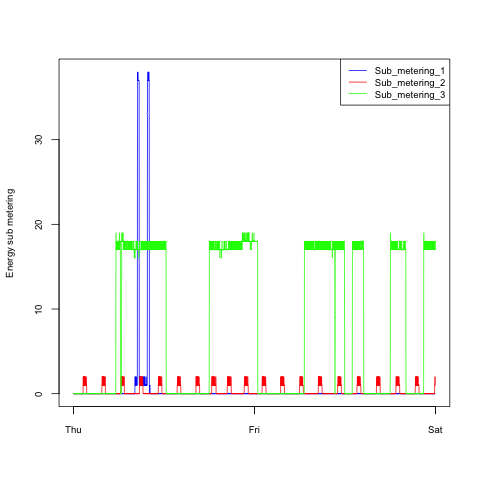 Sub_metering_1
Sub_metering_2
Sub_metering_3
Energy sub metering
30
20
10
0
Thu
Fri
Sat